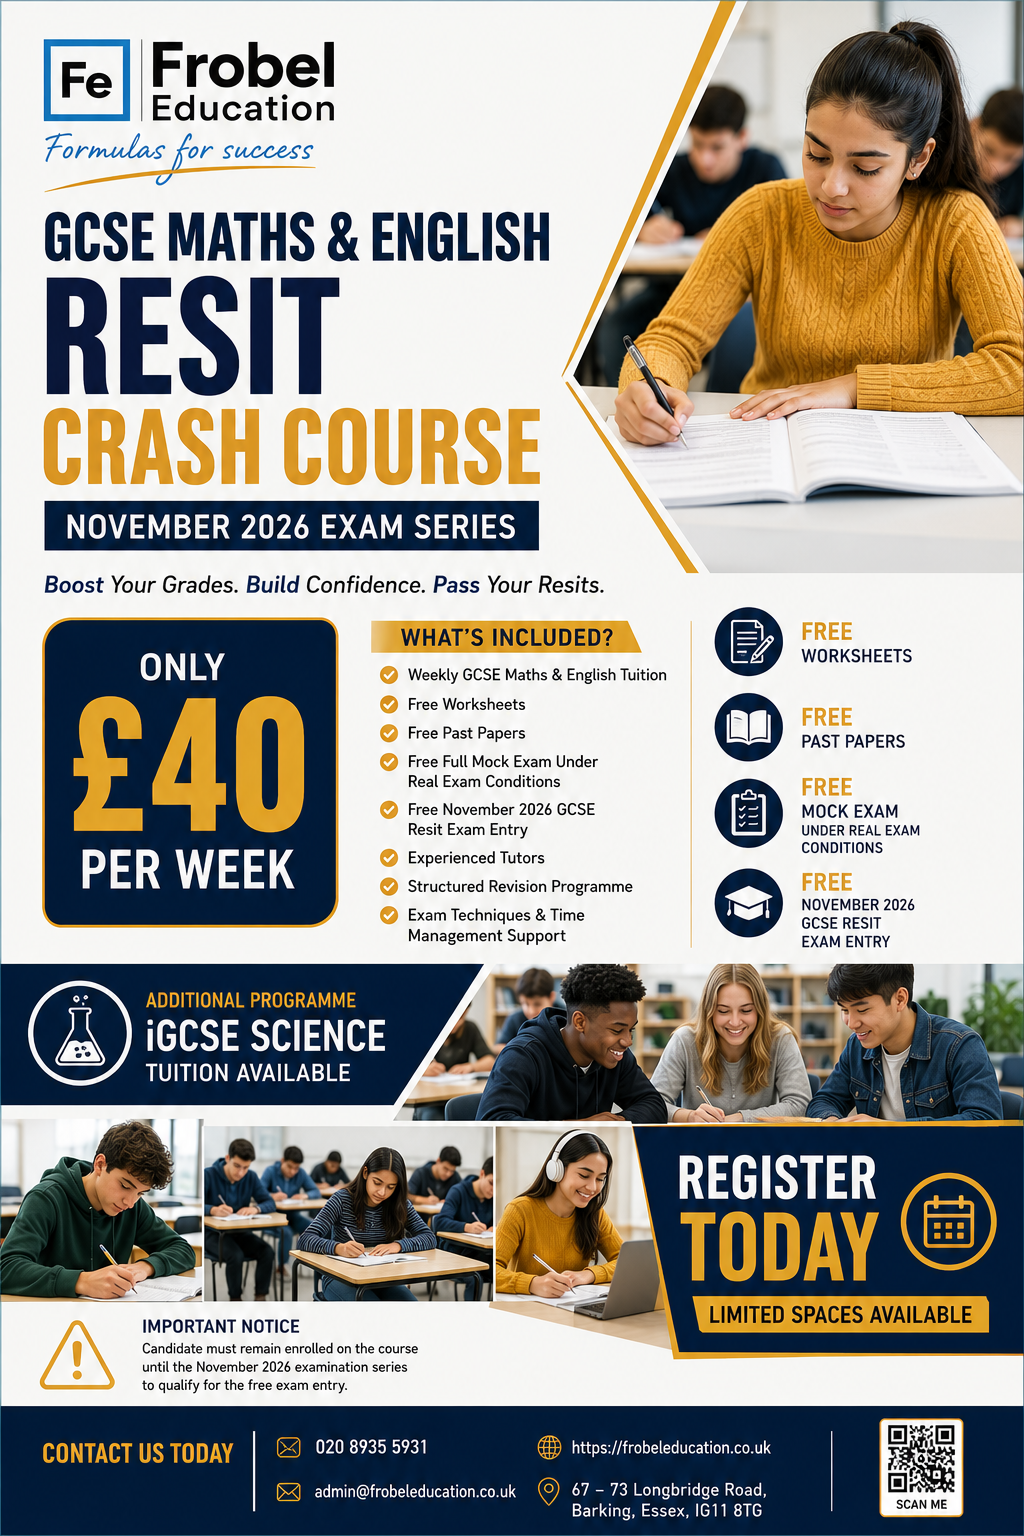 Fe
Frobel
Education
Formulas for success
GCSE MATHS & ENGLISH
RESIT
CRASH COURSE
NOVEMBER 2026 EXAM SERIES
Boost Your Grades. Build Confidence. Pass Your Resits.
ONLY
£40
PER WEEK
WHAT'S INCLUDED?
Weekly GCSE Maths & English Tuition
Free Worksheets
Free Past Papers
Free Full Mock Exam Under
Real Exam Conditions
Free November 2026 GCSE
Resit Exam Entry
Experienced Tutors
Structured Revision Programme
Exam Techniques & Time
Management Support
FREE
WORKSHEETS
FREE
PAST PAPERS
FREE
MOCK EXAM
UNDER REAL EXAM
CONDITIONS
FREE
NOVEMBER 2026
GCSE RESIT
EXAM ENTRY
ADDITIONAL PROGRAMME
iGCSE SCIENCE
TUITION AVAILABLE
REGISTER
TODAY
LIMITED SPACES AVAILABLE
IMPORTANT NOTICE
Candidate must remain enrolled on the course
until the November 2026 examination series
to qualify for the free exam entry.
CONTACT US TODAY
020 8935 5931
admin@frobeleducation.co.uk
https://frobeleducation.co.uk
67 – 73 Longbridge Road,
Barking, Essex, IG11 8TG
SCAN ME